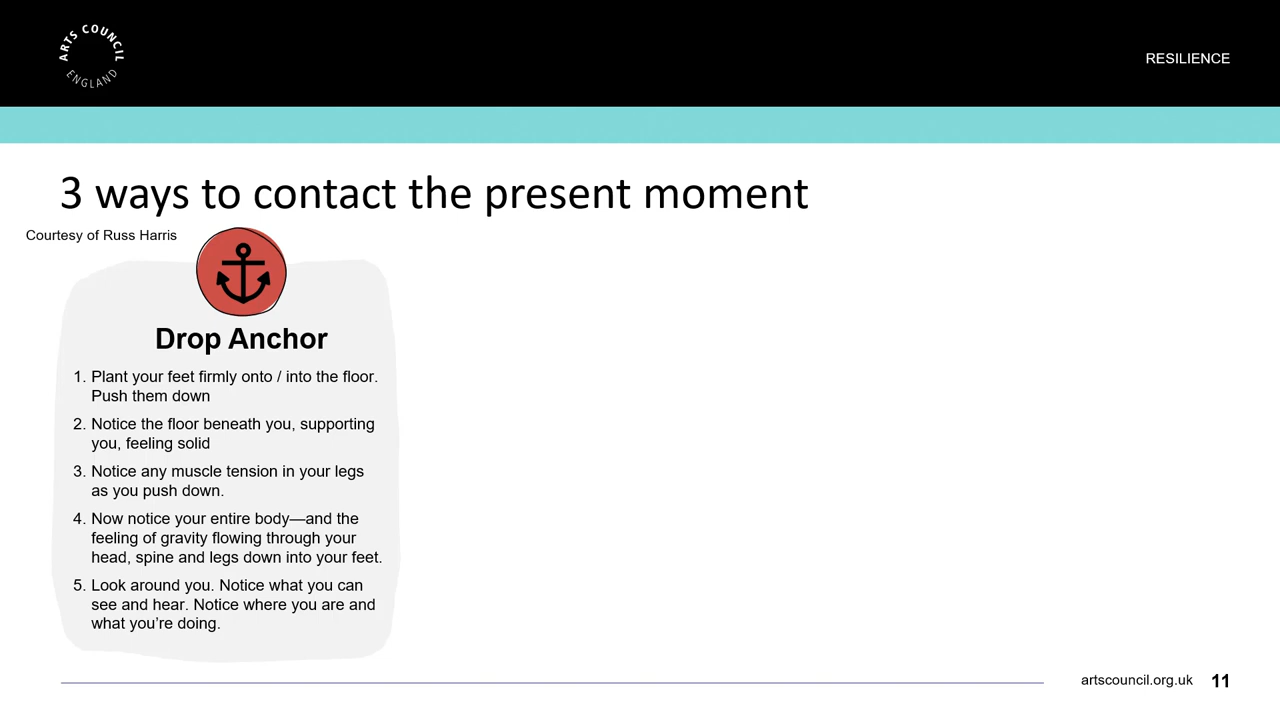 ARTS COUNCIL
ENGLAND
RESILIENCE
3 ways to contact the present moment
Courtesy of Russ Harris
Drop Anchor
1. Plant your feet firmly onto / into the floor.
Push them down
2. Notice the floor beneath you, supporting
you, feeling solid
3. Notice any muscle tension in your legs
as you push down.
4. Now notice your entire body—and the
feeling of gravity flowing through your
head, spine and legs down into your feet.
5. Look around you. Notice what you can
see and hear. Notice where you are and
what you’re doing.
artscouncil.org.uk 11